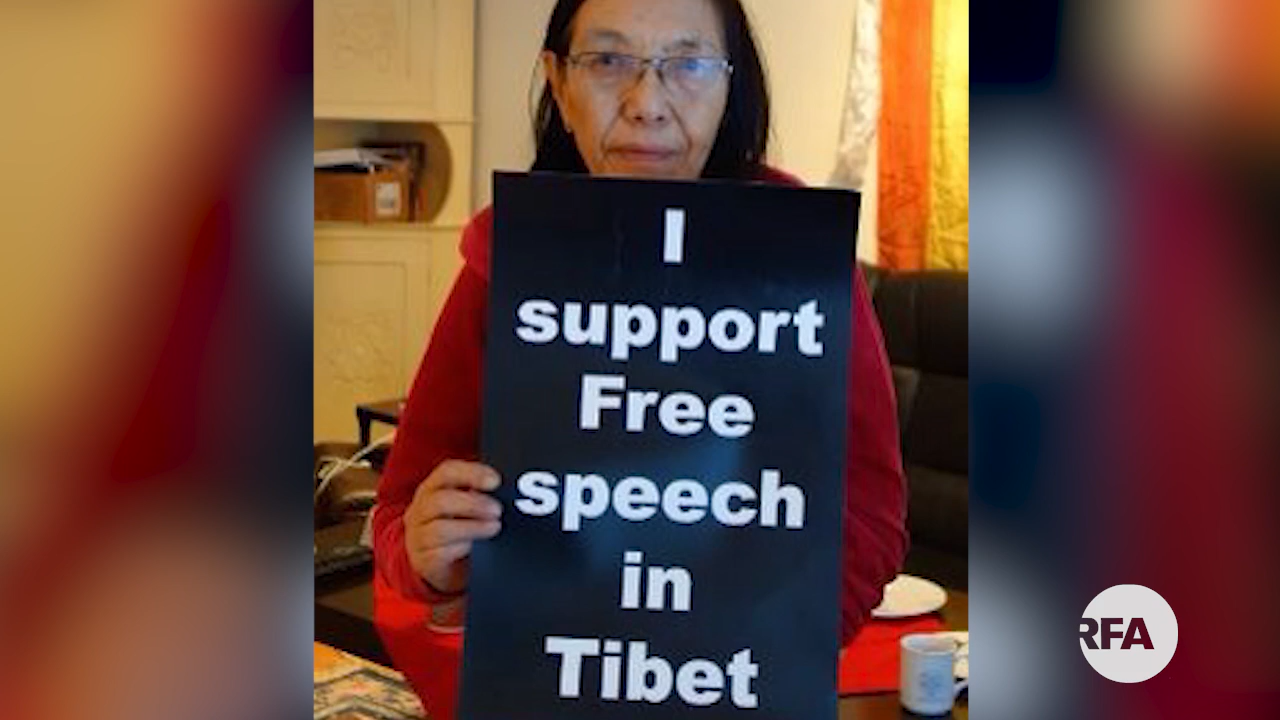 I
support
Free
speech
in
Tibet
RFA